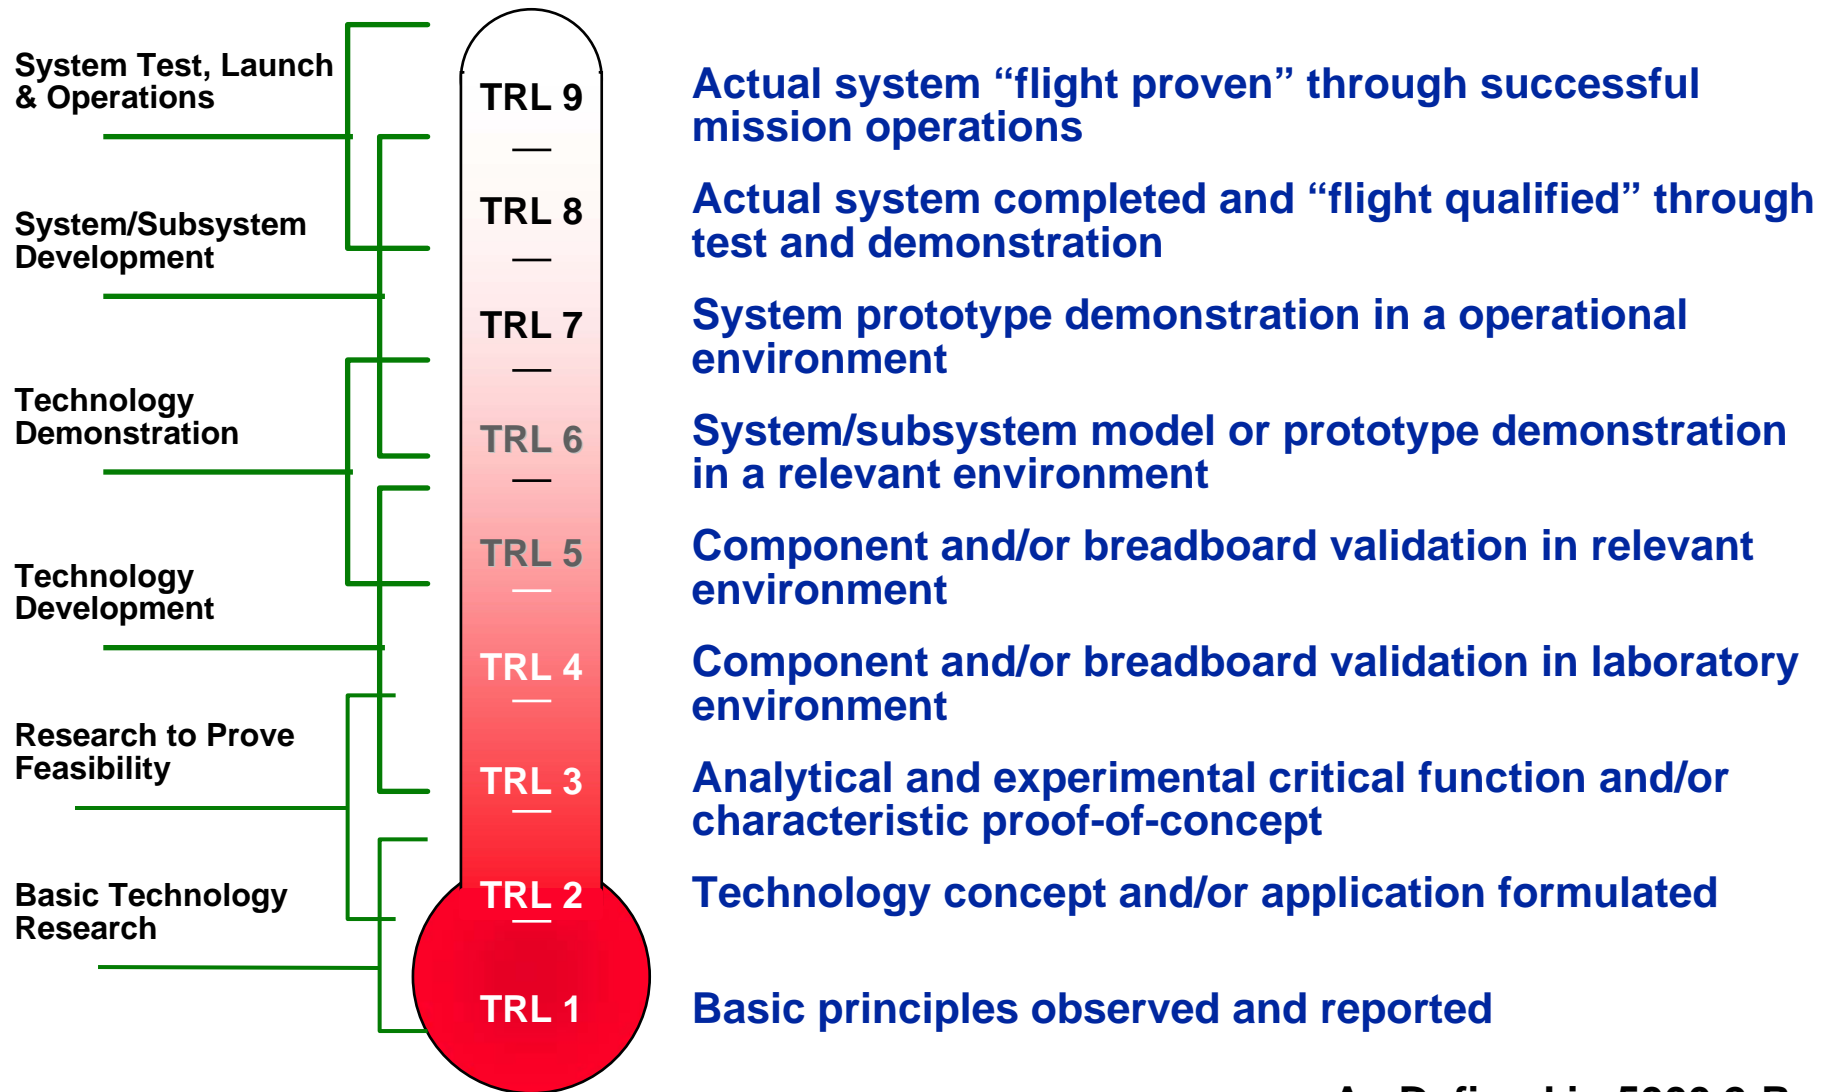 System Test, Launch
& Operations
System/Subsystem
Development
Technology
Demonstration
Technology
Development
Research to Prove
Feasibility
Basic Technology
Research
TRL 9
TRL 8
TRL 7
TRL 6
TRL 5
TRL 4
TRL 3
TRL 2
TRL 1
Actual system “flight proven” through successful
mission operations
Actual system completed and “flight qualified” through
test and demonstration
System prototype demonstration in a operational
environment
System/subsystem model or prototype demonstration
in a relevant environment
Component and/or breadboard validation in relevant
environment
Component and/or breadboard validation in laboratory
environment
Analytical and experimental critical function and/or
characteristic proof-of-concept
Technology concept and/or application formulated
Basic principles observed and reported
As Defined in